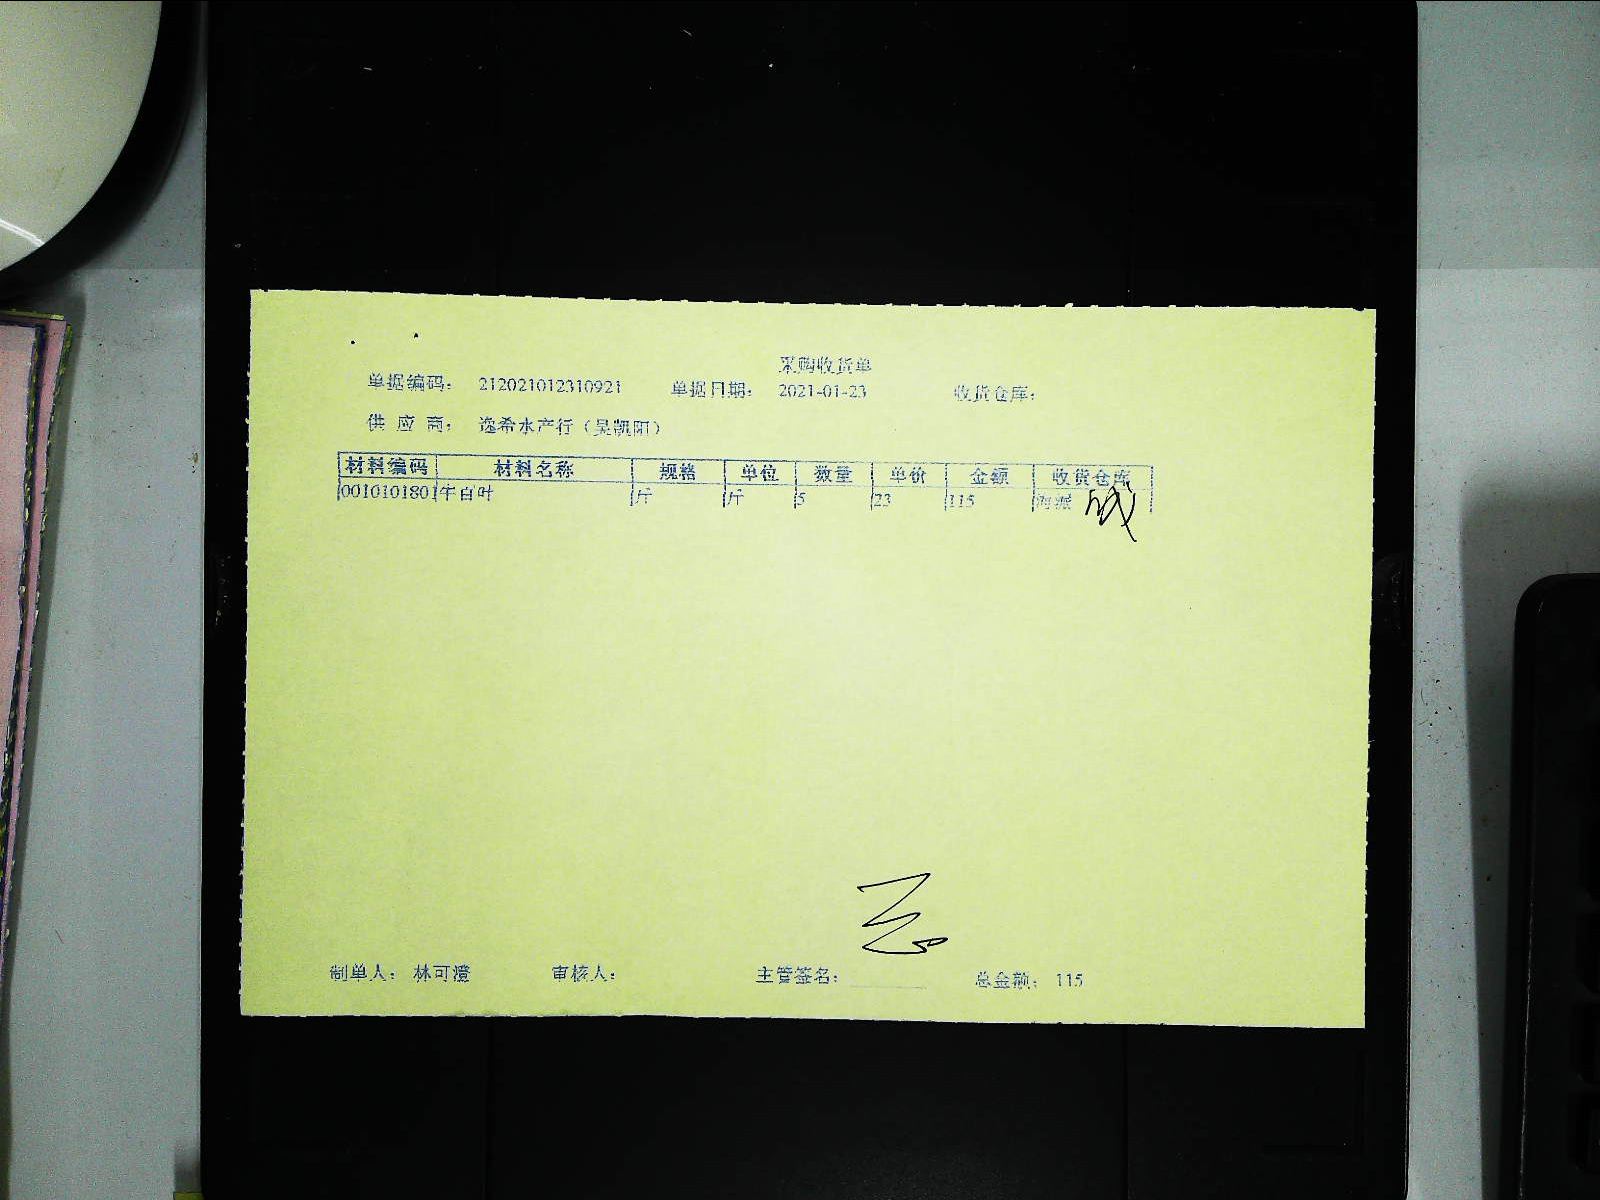 采购收货单
单据编码： 212021012310921 单据日期： 2021-01-23 收货仓库：
供 应 商： 逸希水产行（吴凯阳）
材料编码 材料名称 规格 单位 数量 单价 金额 收货仓库
0010101801 牛百叶 斤 斤 5 23 115 海派
制单人： 林可澄 审核人： 主管签名： 总金额： 115